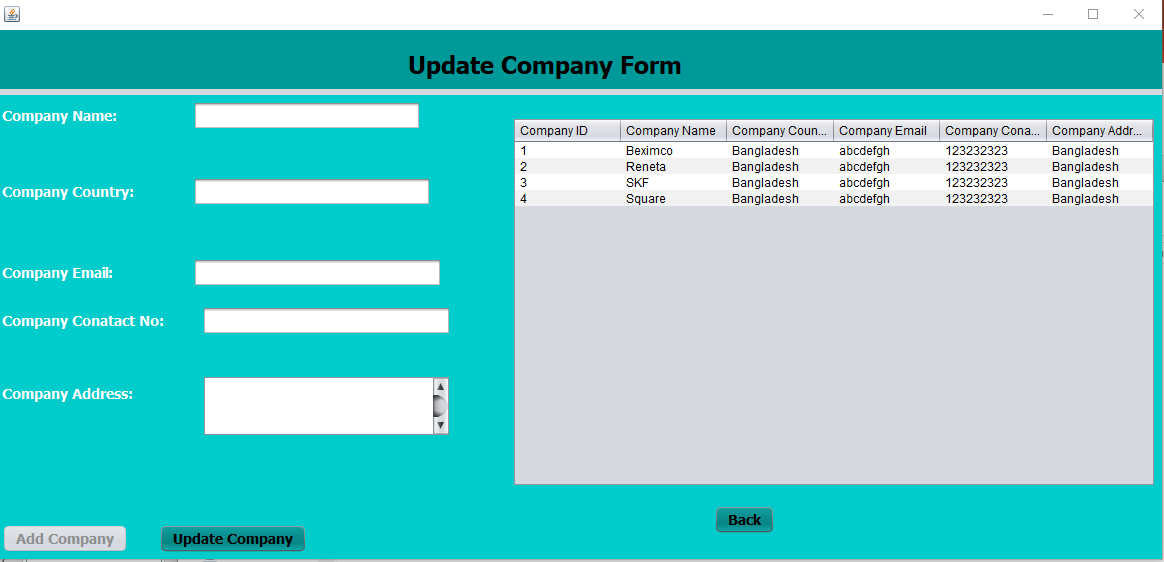 Update Company Form
Company Name:
Company Country:
Company Email:
Company Conatact No:
Company Address:
Company ID Company Name Company Coun... Company Email Company Cona... Company Addr...
1 Beximco Bangladesh abcdefgh 123232323 Bangladesh
2 Reneta Bangladesh abcdefgh 123232323 Bangladesh
3 SKF Bangladesh abcdefgh 123232323 Bangladesh
4 Square Bangladesh abcdefgh 123232323 Bangladesh
Back
Add Company Update Company